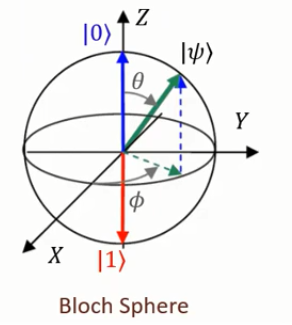 Z
|0⟩
|ψ⟩
θ
Y
ϕ
X
|1⟩
Bloch Sphere